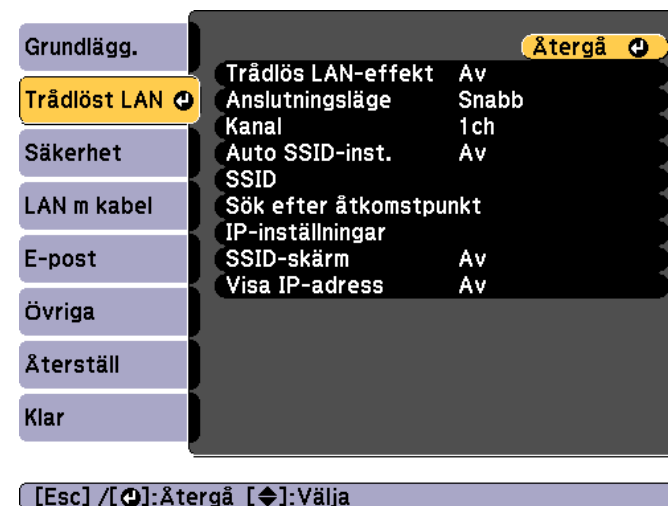 Grundlägg.
Trådlöst LAN
Säkerhet
LAN m kabel
E-post
Övriga
Återställ
Klar
Återgå
Trådlös LAN-effekt Av
Anslutningsläge Snabb
Kanal 1ch
Auto SSID-inst. Av
SSID
Sök efter åtkomstpunkt
IP-inställningar
SSID-skärm Av
Visa IP-adress Av
[Esc] /[⏎]:Återgå [◆]:Välja